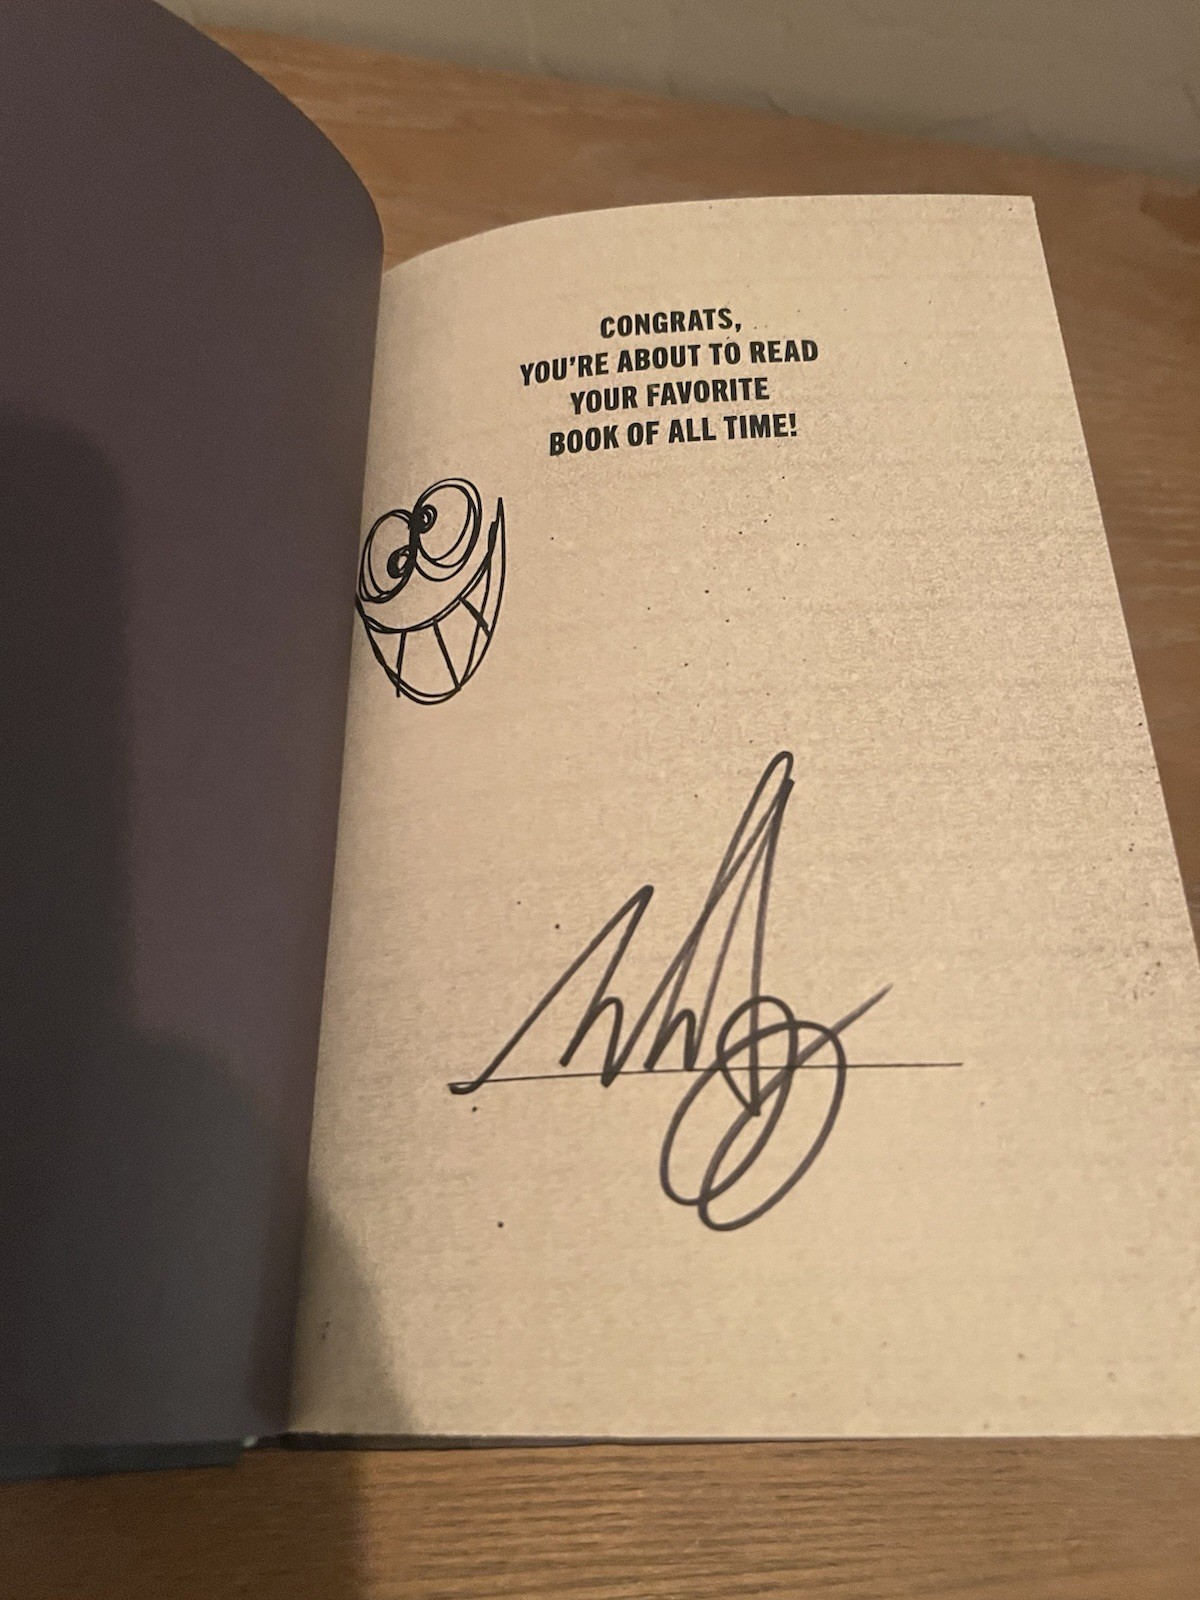 CONGRATS,
YOU'RE ABOUT TO READ
YOUR FAVORITE
BOOK OF ALL TIME!